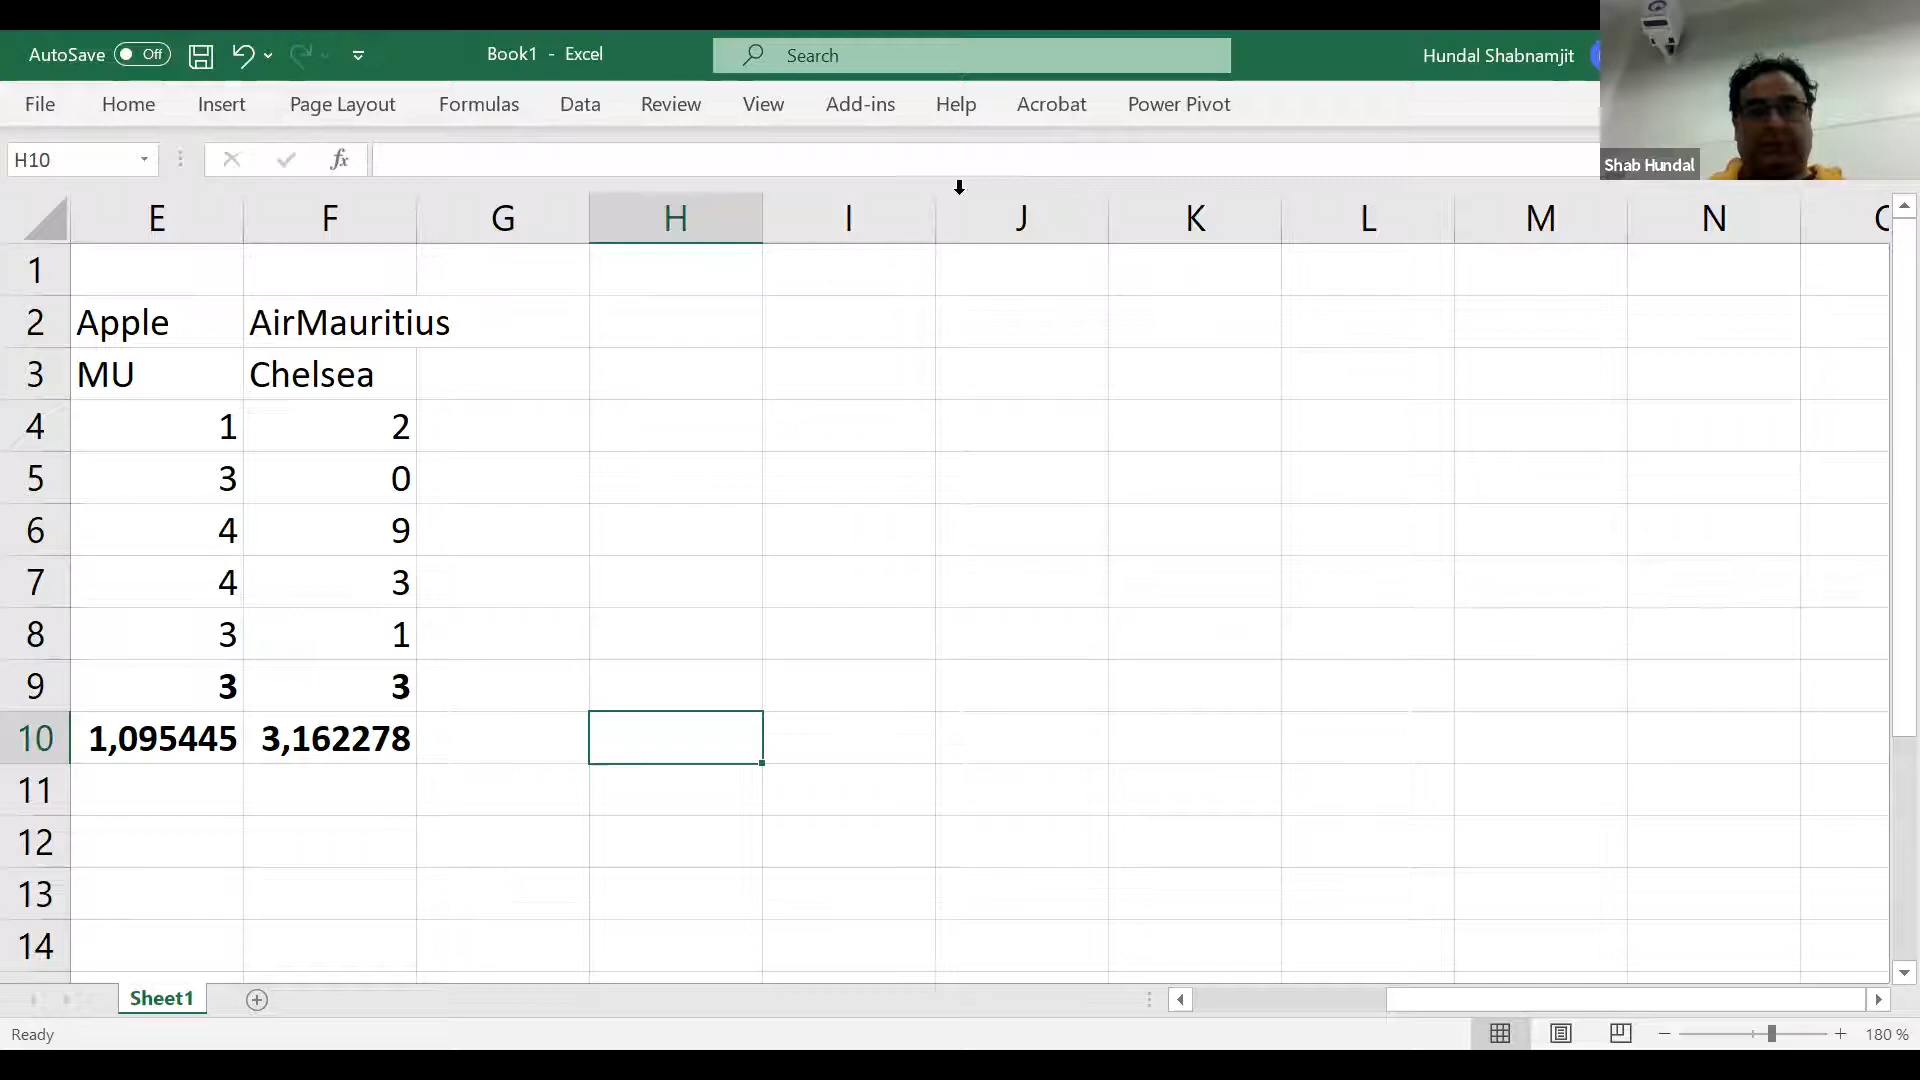 AutoSave Off Book1 - Excel Search Hundal Shabnamjit
File Home Insert Page Layout Formulas Data Review View Add-ins Help Acrobat Power Pivot
Shab Hundal
H10 fx
E F G H I J K L M N
1
2 Apple AirMauritius
3 MU Chelsea
4 1 2
5 3 0
6 4 9
7 4 3
8 3 1
9 3 3
10 1,095445 3,162278
11
12
13
14
Sheet1
Ready 180 %